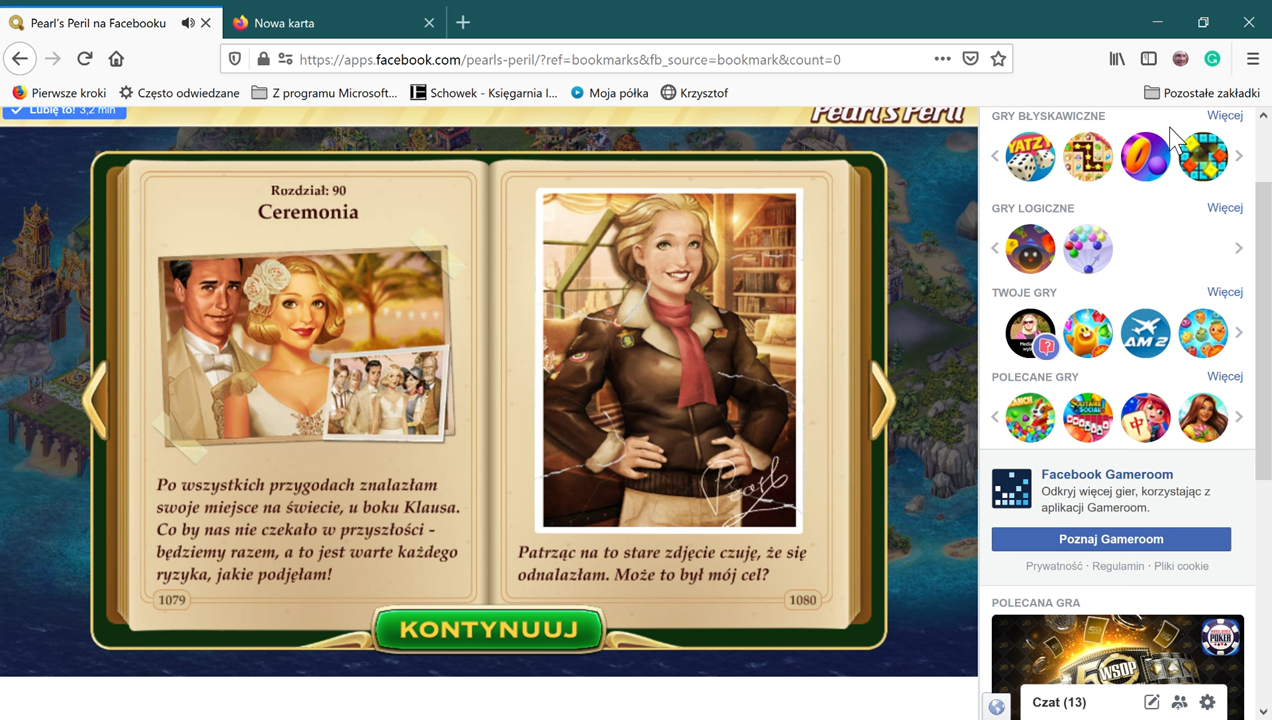 Pearl's Peril na Facebooku
Nowa karta
https://apps.facebook.com/pearls-peril/?ref=bookmarks&fb_source=bookmark&count=0
Pierwsze kroki
Często odwiedzane
Z programu Microsoft...
Schowek - Księgarnia I...
Moja półka
Krzysztof
Pozostałe zakładki
Lubię to! 3,2 mln
Pearl's Peril
Rozdział: 90
Ceremonia
Po wszystkich przygodach znalazłam
swoje miejsce na świecie, u boku Klausa.
Co by nas nie czekało w przyszłości -
będziemy razem, a to jest warte każdego
ryzyka, jakie podjęłam!
1079
Pearl
Patrząc na to stare zdjęcie czuję, że się
odnalazłam. Może to był mój cel?
1080
KONTYNUUJ
GRY BŁYSKAWICZNE
Więcej
YATZY
GRY LOGICZNE
Więcej
TWOJE GRY
Więcej
AM 2
POLECANE GRY
Więcej
SOLITAIRE
SOCIAL
Facebook Gameroom
Odkryj więcej gier, korzystając z
aplikacji Gameroom.
Poznaj Gameroom
Prywatność · Regulamin · Pliki cookie
POLECANA GRA
WSOP
POKER
Czat (13)